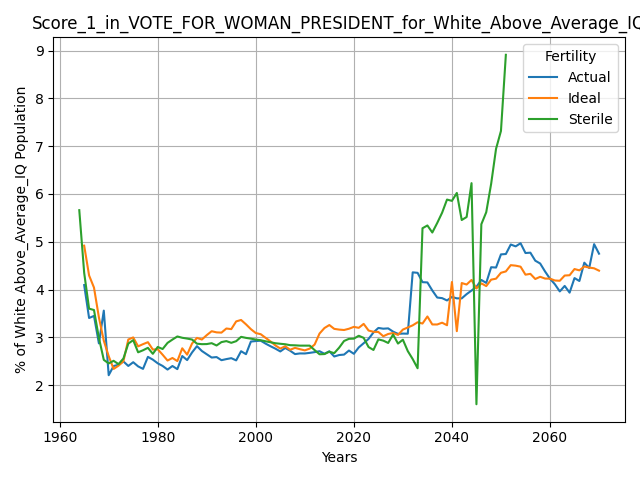 Score_1_in_VOTE_FOR_WOMAN_PRESIDENT_for_White_Above_Average_IQ
% of White Above_Average_IQ Population
9
8
7
6
5
4
3
2
Fertility
Actual
Ideal
Sterile
1960 1980 2000 2020 2040 2060
Years